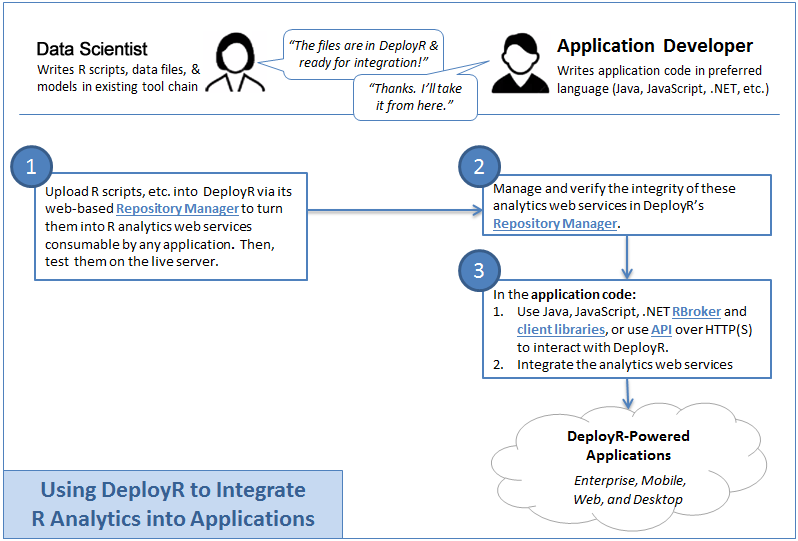 Data Scientist
Writes R scripts, data files, &
models in existing tool chain
“The files are in DeployR &
ready for integration!”
“Thanks. I’ll take
it from here.”
Application Developer
Writes application code in preferred
language (Java, JavaScript, .NET, etc.)
1
Upload R scripts, etc. into DeployR via its
web-based Repository Manager to turn
them into R analytics web services
consumable by any application. Then,
test them on the live server.
2
Manage and verify the integrity of these
analytics web services in DeployR’s
Repository Manager.
3
In the application code:
1. Use Java, JavaScript, .NET RBroker and
client libraries, or use API over HTTP(S)
to interact with DeployR.
2. Integrate the analytics web services
DeployR-Powered
Applications
Enterprise, Mobile,
Web, and Desktop
Using DeployR to Integrate
R Analytics into Applications